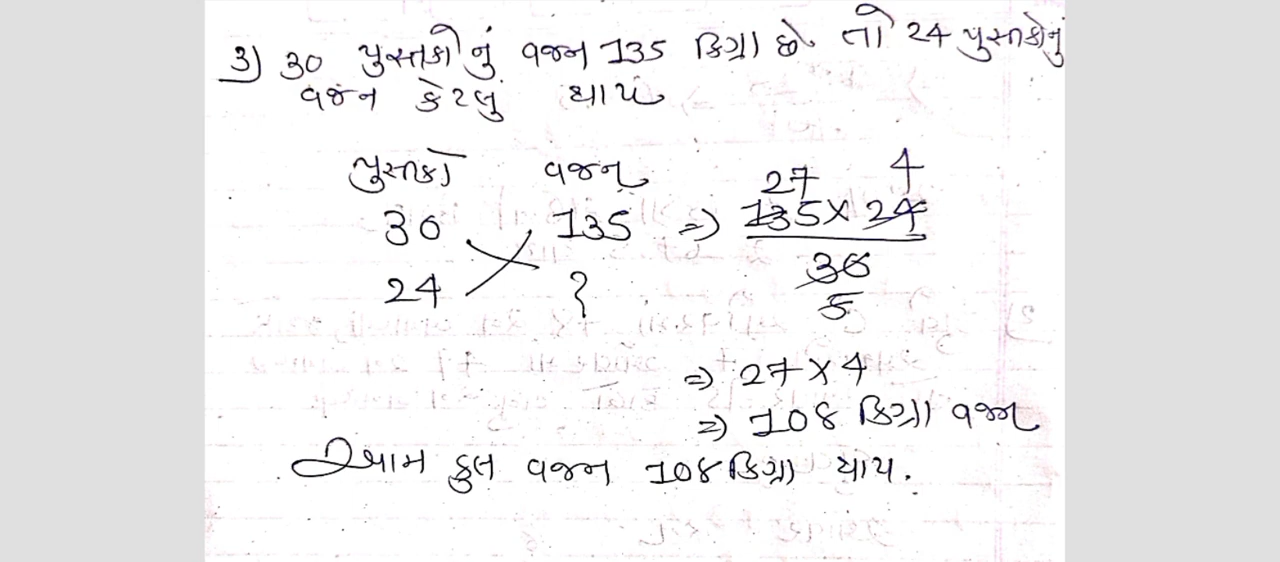 3) 30 પુસ્તકોનું વજન 135 કિગ્રા છે તો 24 પુસ્તકોનું
વજન કેટલું થાય
પુસ્તકો વજન 27 4
30 135 => 135 x 24
30
24 ? 5
=> 27 x 4
=> 108 કિગ્રા વજન
આમ કુલ વજન 108 કિગ્રા થાય.